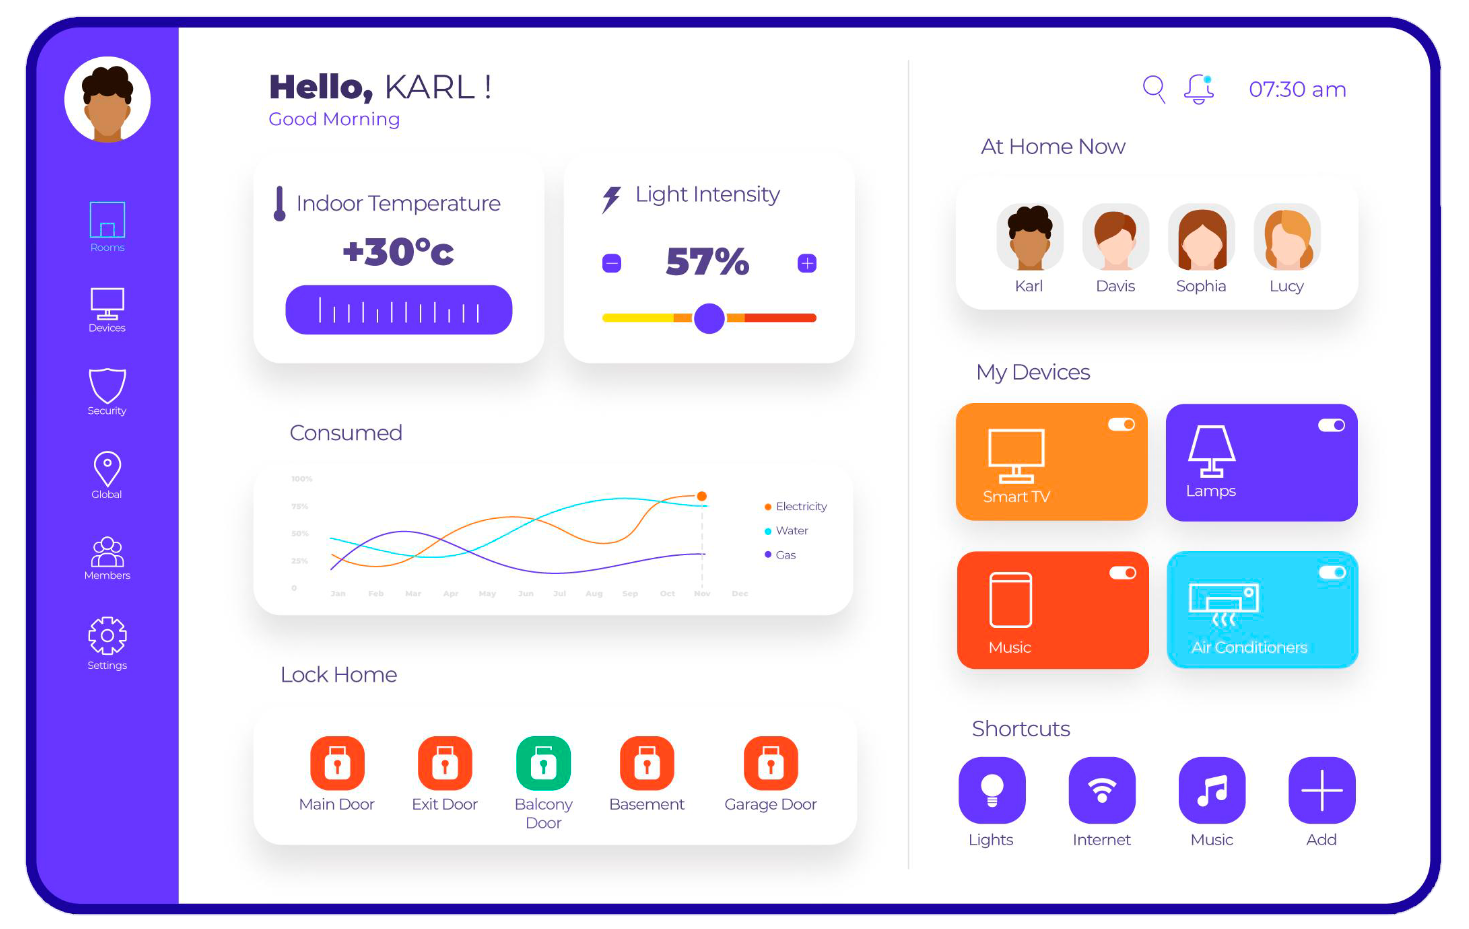 Hello, KARL !
Good Morning
07:30 am
Rooms
Devices
Security
Global
Members
Settings
Indoor Temperature
+30°c
Light Intensity
57%
Consumed
100%
75%
50%
25%
0
Jan Feb Mar Apr May Jun Jul Aug Sep Oct Nov Dec
Electricity
Water
Gas
Lock Home
Main Door
Exit Door
Balcony
Door
Basement
Garage Door
At Home Now
Karl
Davis
Sophia
Lucy
My Devices
Smart TV
Lamps
Music
Air Conditioners
Shortcuts
Lights
Internet
Music
Add